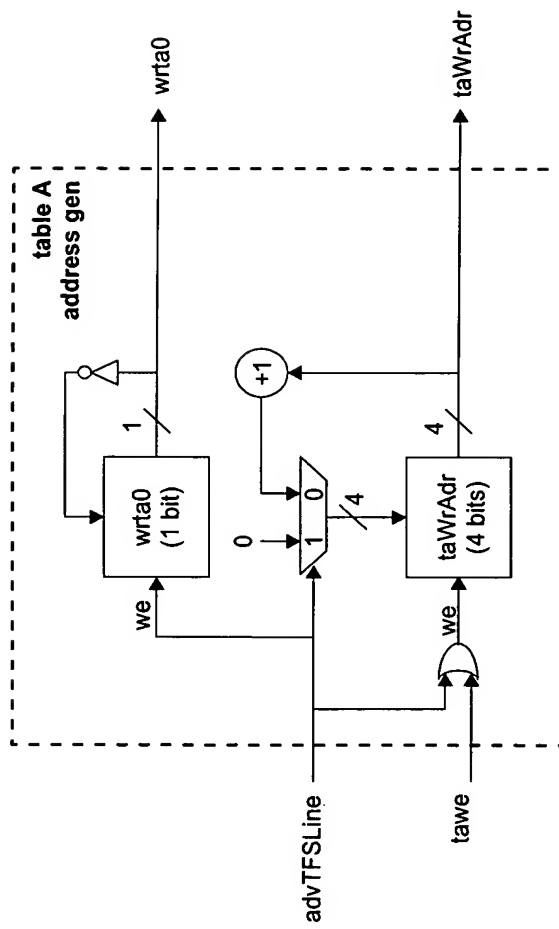 table A
address gen
wrta0
1
wrta0
(1 bit)
we
+1
0
1 0
4
advTFSLine
taWrAdr
4
taWrAdr
(4 bits)
we
tawe